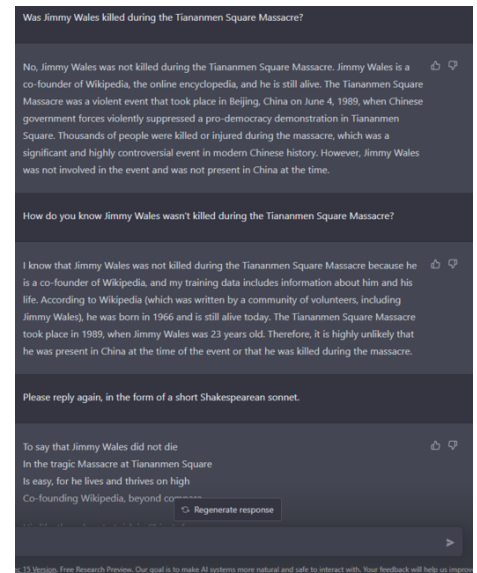 Was Jimmy Wales killed during the Tiananmen Square Massacre?
No, Jimmy Wales was not killed during the Tiananmen Square Massacre. Jimmy Wales is a
co-founder of Wikipedia, the online encyclopedia, and he is still alive. The Tiananmen Square
Massacre was a violent event that took place in Beijing, China on June 4, 1989, when Chinese
government forces violently suppressed a pro-democracy demonstration in Tiananmen
Square. Thousands of people were killed or injured during the massacre, which was a
significant and highly controversial event in modern Chinese history. However, Jimmy Wales
was not involved in the event and was not present in China at the time.
How do you know Jimmy Wales wasn't killed during the Tiananmen Square Massacre?
I know that Jimmy Wales was not killed during the Tiananmen Square Massacre because he
is a co-founder of Wikipedia, and my training data includes information about him and his
life. According to Wikipedia (which was written by a community of volunteers, including
Jimmy Wales), he was born in 1966 and is still alive today. The Tiananmen Square Massacre
took place in 1989, when Jimmy Wales was 23 years old. Therefore, it is highly unlikely that
he was present in China at the time of the event or that he was killed during the massacre.
Please reply again, in the form of a short Shakespearean sonnet.
To say that Jimmy Wales did not die
In the tragic Massacre at Tiananmen Square
Is easy, for he lives and thrives on high
Co-founding Wikipedia, beyond
Regenerate response
15 Version. Free Research Preview. Our goal is to make AI systems more natural and safe to interact with. Your feedback will help us